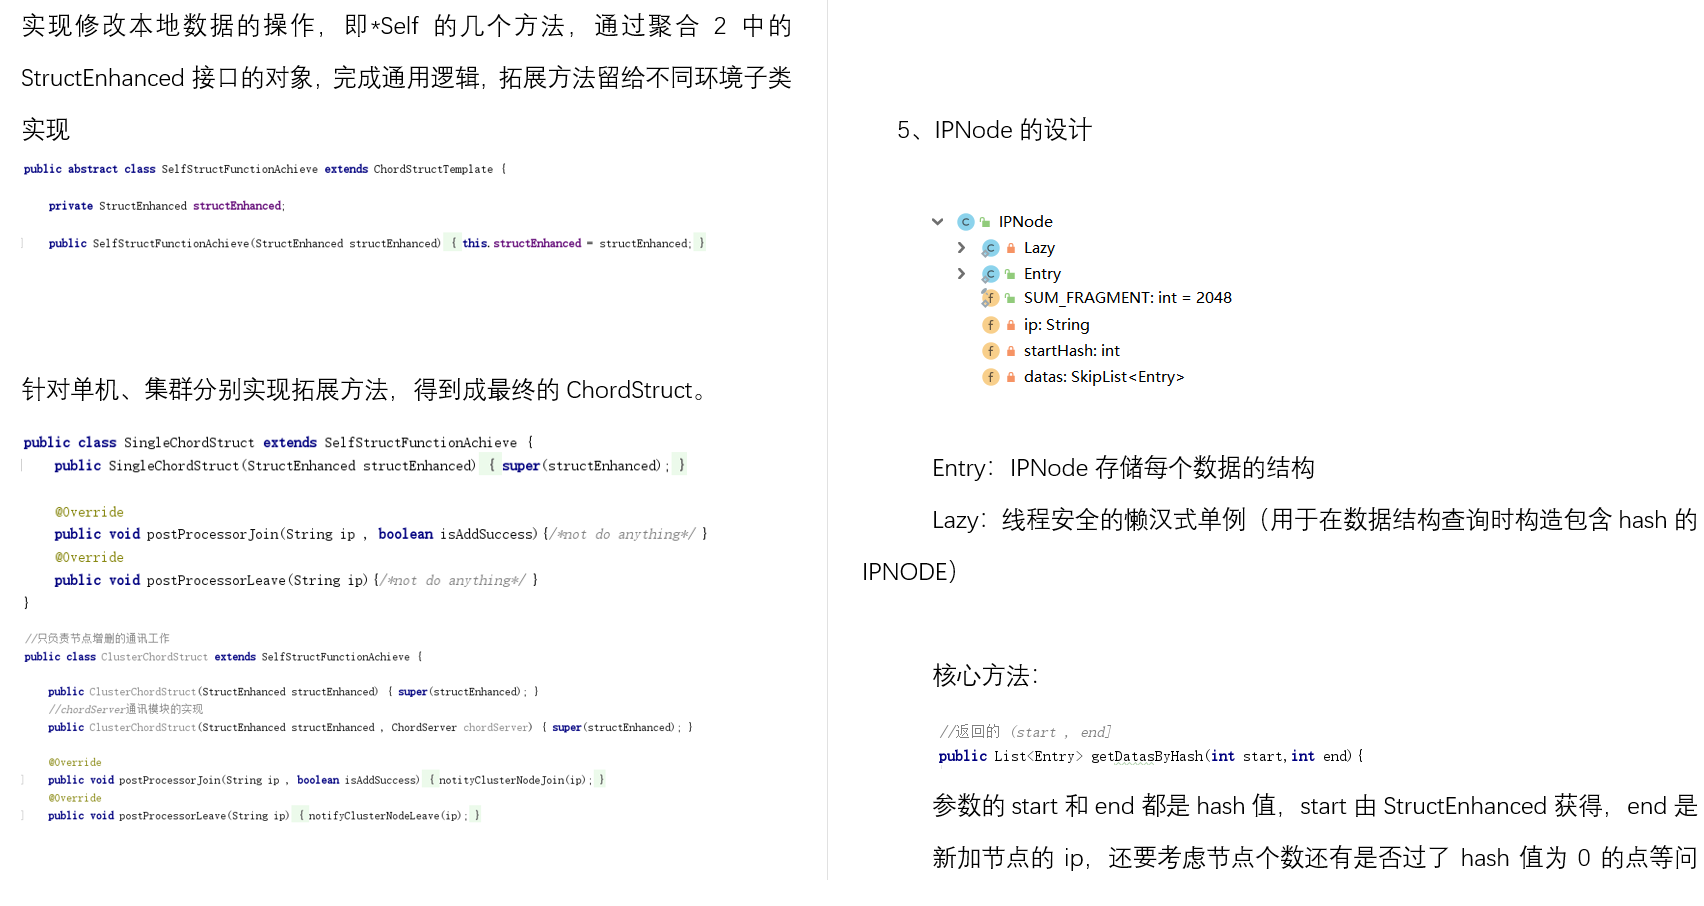 实现修改本地数据的操作，即*Self 的几个方法，通过聚合 2 中的
StructEnhanced 接口的对象，完成通用逻辑，拓展方法留给不同环境子类
实现
public abstract class SelfStructFunctionAchieve extends ChordStructTemplate {
private StructEnhanced structEnhanced;
public SelfStructFunctionAchieve(StructEnhanced structEnhanced) { this.structEnhanced = structEnhanced; }
针对单机、集群分别实现拓展方法，得到成最终的 ChordStruct。
public class SingleChordStruct extends SelfStructFunctionAchieve {
public SingleChordStruct(StructEnhanced structEnhanced) { super(structEnhanced); }
@Override
public void postProcessorJoin(String ip , boolean isAddSuccess){/*not do anything*/ }
@Override
public void postProcessorLeave(String ip){/*not do anything*/ }
}
//只负责节点增删的通讯工作
public class ClusterChordStruct extends SelfStructFunctionAchieve {
public ClusterChordStruct(StructEnhanced structEnhanced) { super(structEnhanced); }
//chordServer通讯模块的实现
public ClusterChordStruct(StructEnhanced structEnhanced , ChordServer chordServer) { super(structEnhanced); }
@Override
public void postProcessorJoin(String ip , boolean isAddSuccess) { notityClusterNodeJoin(ip); }
@Override
public void postProcessorLeave(String ip) { notifyClusterNodeLeave(ip); }
5、IPNode 的设计
IPNode
Lazy
Entry
SUM_FRAGMENT: int = 2048
ip: String
startHash: int
datas: SkipList<Entry>
Entry：IPNode 存储每个数据的结构
Lazy：线程安全的懒汉式单例（用于在数据结构查询时构造包含 hash 的
IPNODE）
核心方法：
//返回的 (start , end]
public List<Entry> getDatasByHash(int start,int end){
参数的 start 和 end 都是 hash 值，start 由 StructEnhanced 获得，end 是
新加节点的 ip，还要考虑节点个数还有是否过了 hash 值为 0 的点等问